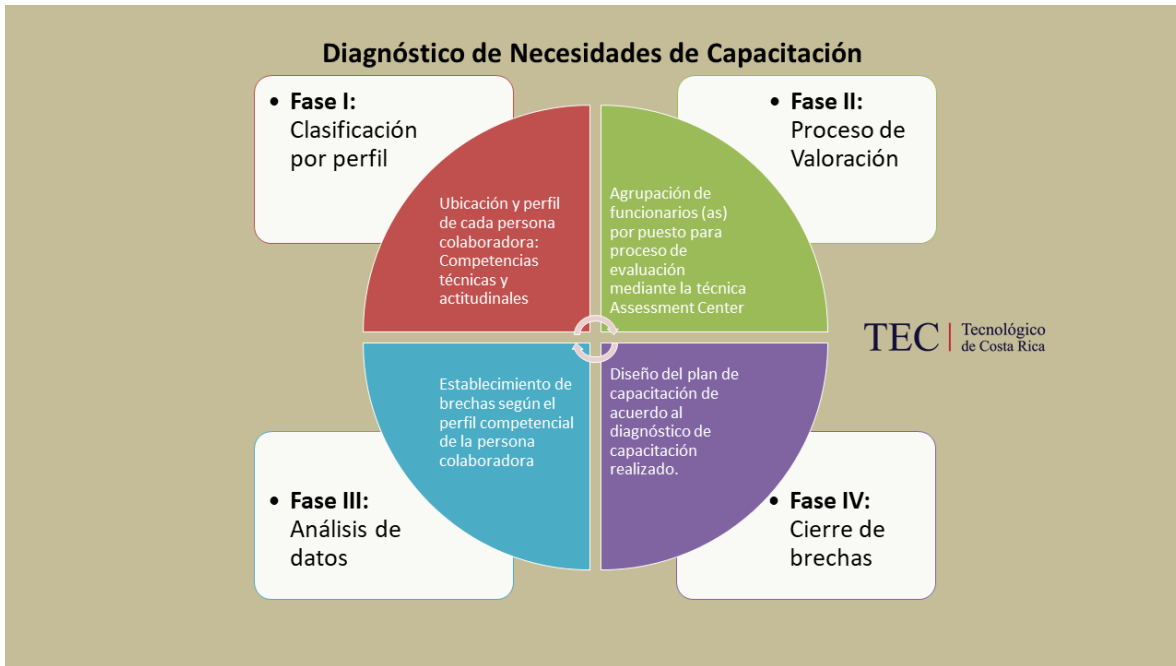 Diagnóstico de Necesidades de Capacitación
• Fase I:
Clasificación
por perfil
Ubicación y perfil
de cada persona
colaboradora:
Competencias
técnicas y
actitudinales
• Fase II:
Proceso de
Valoración
Agrupación de
funcionarios (as)
por puesto para
proceso de
evaluación
mediante la técnica
Assessment Center
TEC | Tecnológico
de Costa Rica
• Fase III:
Análisis de
datos
Establecimiento de
brechas según el
perfil competencial
de la persona
colaboradora
• Fase IV:
Cierre de
brechas
Diseño del plan de
capacitación de
acuerdo al
diagnóstico de
capacitación
realizado.